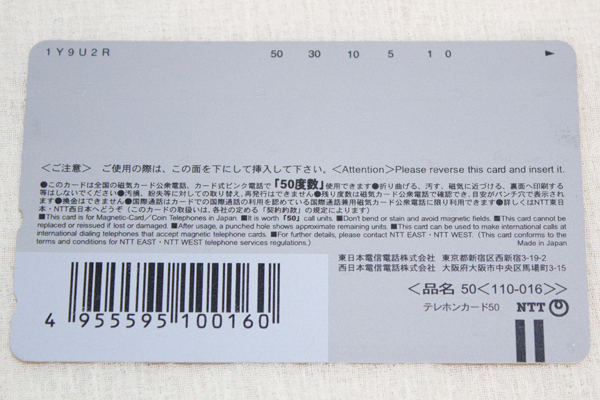 1Y9U2R 50 30 10 5 1 0
＜ご注意＞ ご使用の際は、この面を下にして挿入して下さい。＜Attention＞Please reverse this card and insert it.
●このカードは全国の磁気カード公衆電話、カード式ピンク電話で「50度数」使用できます●折り曲げる、汚す、磁気に近づける、裏面へ印刷する
等はしないでください●汚損、紛失等に対しての取り替え、再発行はできません●残り度数は磁気カード公衆電話で確認でき、目安がパンチ穴で表示されま
す●換金はできません●国際通話はカードでの国際通話の利用を認めている国際通話兼用磁気カード公衆電話に限り利用できます●詳しくはNTT東日
本・NTT西日本へどうぞ（このカードの取扱いは、各社の定める「契約約款」の規定によります）
■This card is for Magnetic-Card／Coin Telephones in Japan. ■It is worth「50」call units. ■Don't bend or stain and avoid magnetic fields. ■This card cannot be
replaced or reissued if lost or damaged. ■After usage, a punched hole shows approximate remaining units. ■This card can be used to make international calls at
international dialing telephones that accept magnetic telephone cards. ■For further details, please contact NTT EAST・NTT WEST. (This card conforms to the
terms and conditions for NTT EAST・NTT WEST telephone services regulations.)
Made in Japan
東日本電信電話株式会社 東京都新宿区西新宿3-19-2
西日本電信電話株式会社 大阪府大阪市中央区馬場町3-15
＜品名 50＜110-016＞＞
テレホンカード50 NTT
4 955595 100160